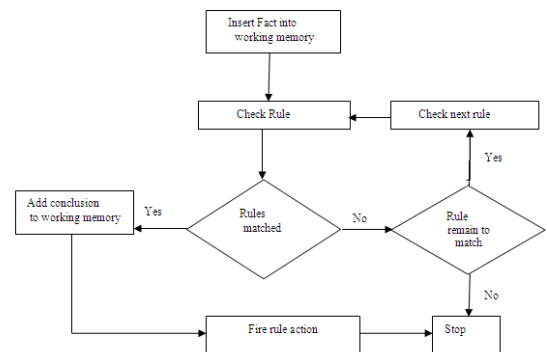 Insert Fact into
working memory
Check Rule
Check next rule
Yes
Add conclusion
to working memory
Yes
Rules
matched
No
Rule
remain to
match
No
Fire rule action
Stop